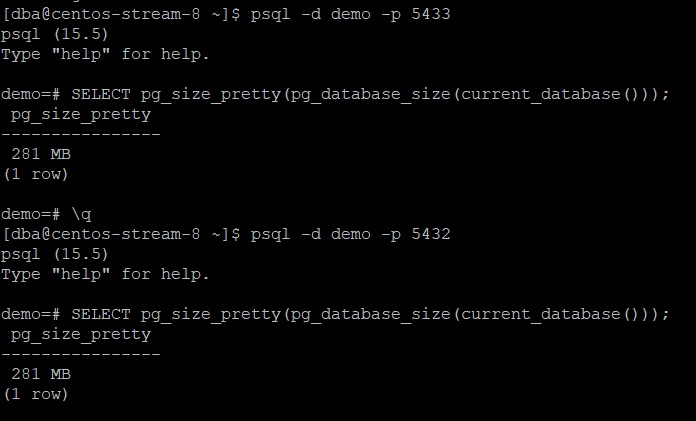 [dba@centos-stream-8 ~]$ psql -d demo -p 5433
psql (15.5)
Type "help" for help.
demo=# SELECT pg_size_pretty(pg_database_size(current_database()));
 pg_size_pretty
----------------
 281 MB
(1 row)
demo=# \q
[dba@centos-stream-8 ~]$ psql -d demo -p 5432
psql (15.5)
Type "help" for help.
demo=# SELECT pg_size_pretty(pg_database_size(current_database()));
 pg_size_pretty
----------------
 281 MB
(1 row)